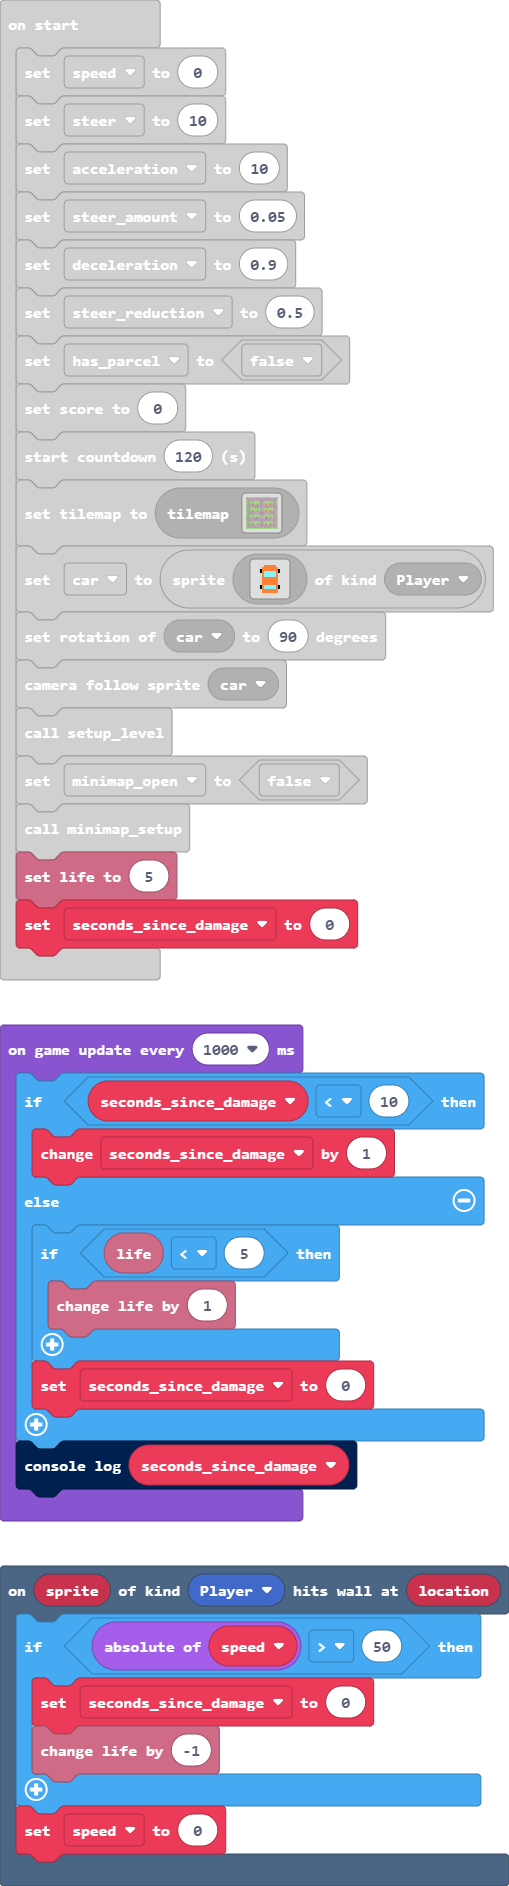 on start
set speed to 0
set steer to 10
set acceleration to 10
set steer_amount to 0.05
set deceleration to 0.9
set steer_reduction to 0.5
set has_parcel to false
set score to 0
start countdown 120 (s)
set tilemap to tilemap
set car to sprite of kind Player
set rotation of car to 90 degrees
camera follow sprite car
call setup_level
set minimap_open to false
call minimap_setup
set life to 5
set seconds_since_damage to 0
on game update every 1000 ms
if seconds_since_damage < 10 then
change seconds_since_damage by 1
else
if life < 5 then
change life by 1
set seconds_since_damage to 0
console log seconds_since_damage
on sprite of kind Player hits wall at location
if absolute of speed > 50 then
set seconds_since_damage to 0
change life by -1
set speed to 0